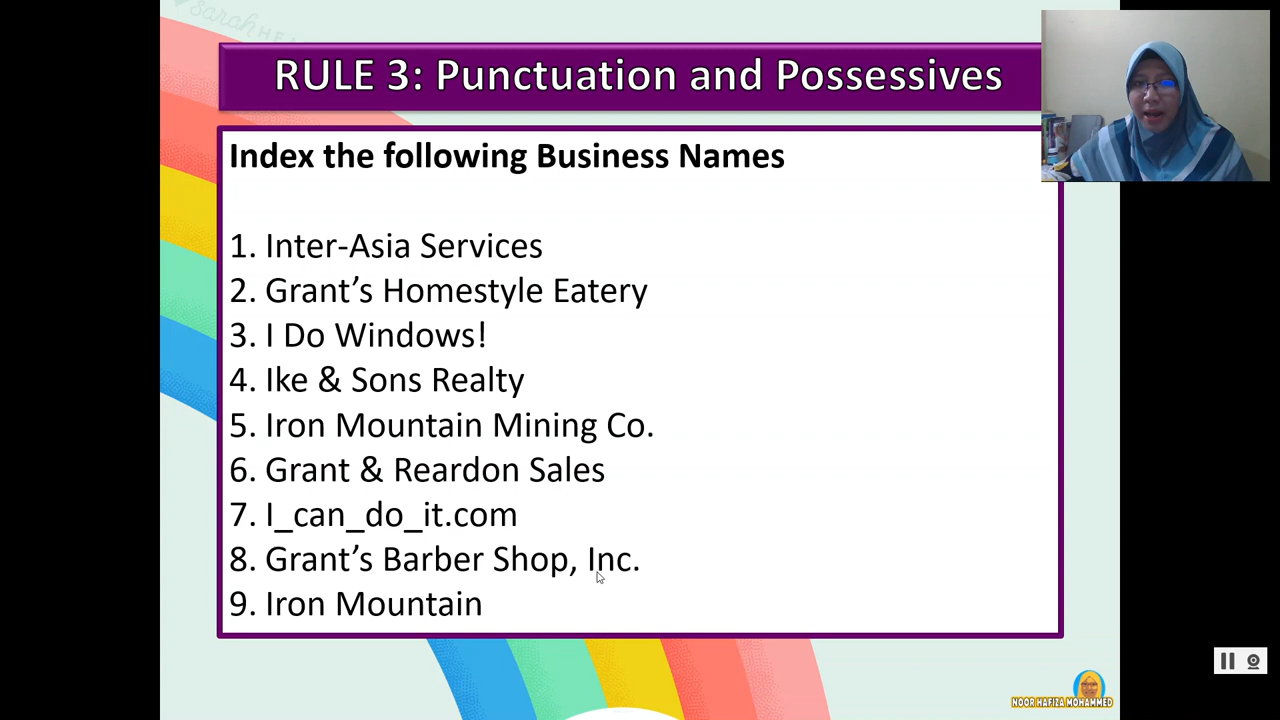 sarah
RULE 3: Punctuation and Possessives
Index the following Business Names
1. Inter-Asia Services
2. Grant’s Homestyle Eatery
3. I Do Windows!
4. Ike & Sons Realty
5. Iron Mountain Mining Co.
6. Grant & Reardon Sales
7. I_can_do_it.com
8. Grant’s Barber Shop, Inc.
9. Iron Mountain
NOOR HAFIZA MOHAMMED